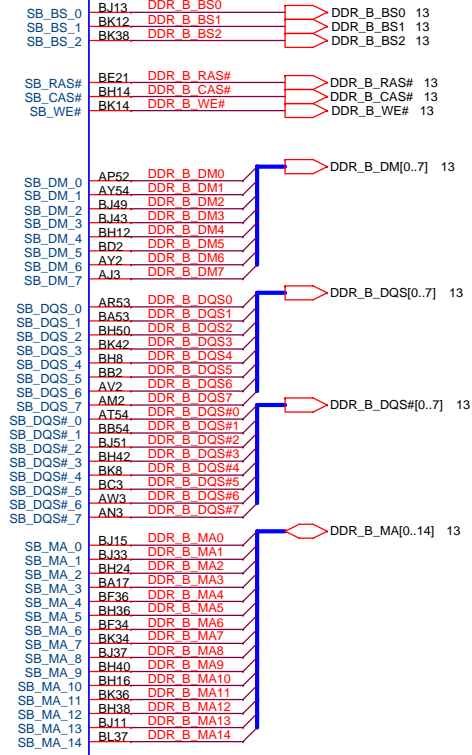 SB_BS_0 BJ13 DDR_B_BS0 DDR_B_BS0 13
SB_BS_1 BK12 DDR_B_BS1 DDR_B_BS1 13
SB_BS_2 BK38 DDR_B_BS2 DDR_B_BS2 13
SB_RAS# BE21 DDR_B_RAS# DDR_B_RAS# 13
SB_CAS# BH14 DDR_B_CAS# DDR_B_CAS# 13
SB_WE# BK14 DDR_B_WE# DDR_B_WE# 13
DDR_B_DM[0..7] 13
SB_DM_0 AP52 DDR_B_DM0
SB_DM_1 AY54 DDR_B_DM1
SB_DM_2 BJ49 DDR_B_DM2
SB_DM_3 BJ43 DDR_B_DM3
SB_DM_4 BH12 DDR_B_DM4
SB_DM_5 BD2 DDR_B_DM5
SB_DM_6 AY2 DDR_B_DM6
SB_DM_7 AJ3 DDR_B_DM7
DDR_B_DQS[0..7] 13
SB_DQS_0 AR53 DDR_B_DQS0
SB_DQS_1 BA53 DDR_B_DQS1
SB_DQS_2 BH50 DDR_B_DQS2
SB_DQS_3 BK42 DDR_B_DQS3
SB_DQS_4 BH8 DDR_B_DQS4
SB_DQS_5 BB2 DDR_B_DQS5
SB_DQS_6 AV2 DDR_B_DQS6
SB_DQS_7 AM2 DDR_B_DQS7
DDR_B_DQS#[0..7] 13
SB_DQS#_0 AT54 DDR_B_DQS#0
SB_DQS#_1 BB54 DDR_B_DQS#1
SB_DQS#_2 BJ51 DDR_B_DQS#2
SB_DQS#_3 BH42 DDR_B_DQS#3
SB_DQS#_4 BK8 DDR_B_DQS#4
SB_DQS#_5 BC3 DDR_B_DQS#5
SB_DQS#_6 AW3 DDR_B_DQS#6
SB_DQS#_7 AN3 DDR_B_DQS#7
DDR_B_MA[0..14] 13
SB_MA_0 BJ15 DDR_B_MA0
SB_MA_1 BJ33 DDR_B_MA1
SB_MA_2 BH24 DDR_B_MA2
SB_MA_3 BA17 DDR_B_MA3
SB_MA_4 BF36 DDR_B_MA4
SB_MA_5 BH36 DDR_B_MA5
SB_MA_6 BF34 DDR_B_MA6
SB_MA_7 BK34 DDR_B_MA7
SB_MA_8 BJ37 DDR_B_MA8
SB_MA_9 BH40 DDR_B_MA9
SB_MA_10 BH16 DDR_B_MA10
SB_MA_11 BK36 DDR_B_MA11
SB_MA_12 BH38 DDR_B_MA12
SB_MA_13 BJ11 DDR_B_MA13
SB_MA_14 BL37 DDR_B_MA14